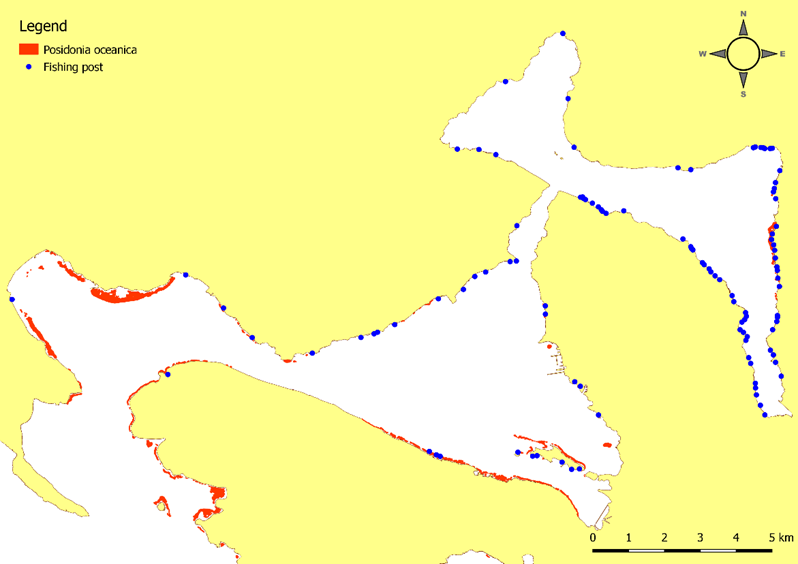 Legend
Posidonia oceanica
Fishing post
N
W E
S
0 1 2 3 4 5 km